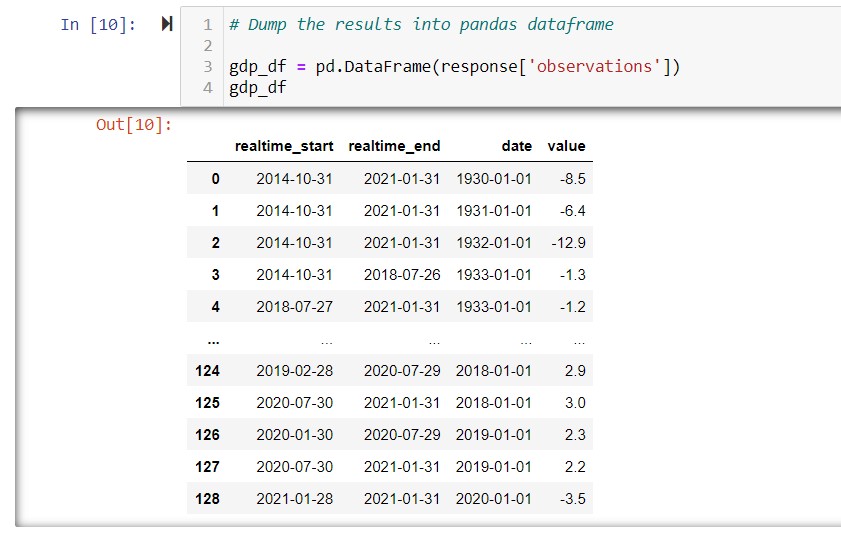 In [10]:
1 # Dump the results into pandas dataframe
2
3 gdp_df = pd.DataFrame(response['observations'])
4 gdp_df
Out[10]:
realtime_start realtime_end date value
0 2014-10-31 2021-01-31 1930-01-01 -8.5
1 2014-10-31 2021-01-31 1931-01-01 -6.4
2 2014-10-31 2021-01-31 1932-01-01 -12.9
3 2014-10-31 2018-07-26 1933-01-01 -1.3
4 2018-07-27 2021-01-31 1933-01-01 -1.2
... ... ... ... ...
124 2019-02-28 2020-07-29 2018-01-01 2.9
125 2020-07-30 2021-01-31 2018-01-01 3.0
126 2020-01-30 2020-07-29 2019-01-01 2.3
127 2020-07-30 2021-01-31 2019-01-01 2.2
128 2021-01-28 2021-01-31 2020-01-01 -3.5